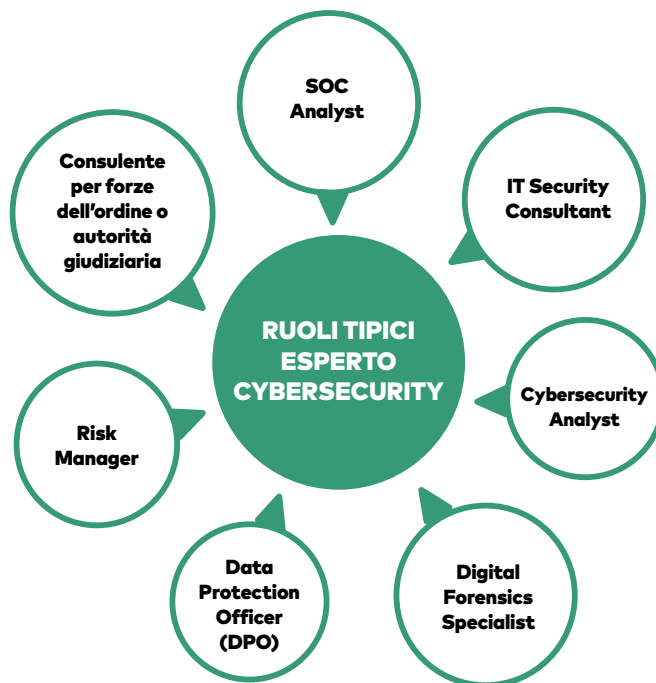 SOC
Analyst
IT Security
Consultant
Cybersecurity
Analyst
Digital
Forensics
Specialist
Data
Protection
Officer
(DPO)
Risk
Manager
Consulente
per forze
dell'ordine o
autorità
giudiziaria
RUOLI TIPICI
ESPERTO
CYBERSECURITY